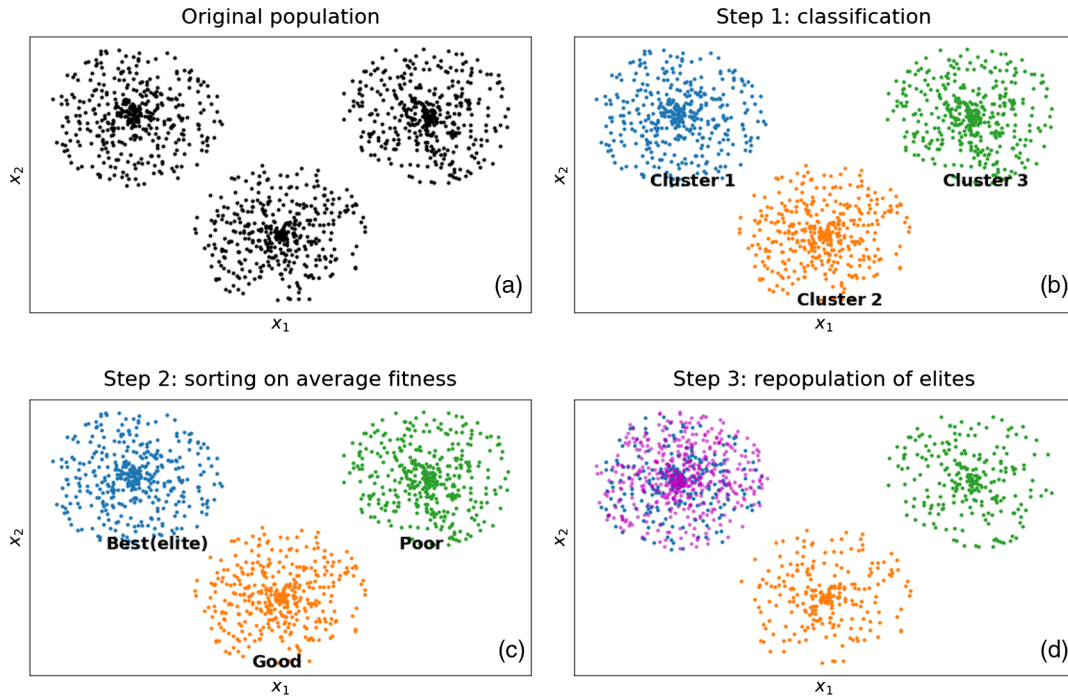 Original population
x₂
(a)
x₁
Step 1: classification
x₂
Cluster 1
Cluster 3
Cluster 2
(b)
x₁
Step 2: sorting on average fitness
x₂
Best(elite)
Poor
Good
(c)
x₁
Step 3: repopulation of elites
x₂
(d)
x₁